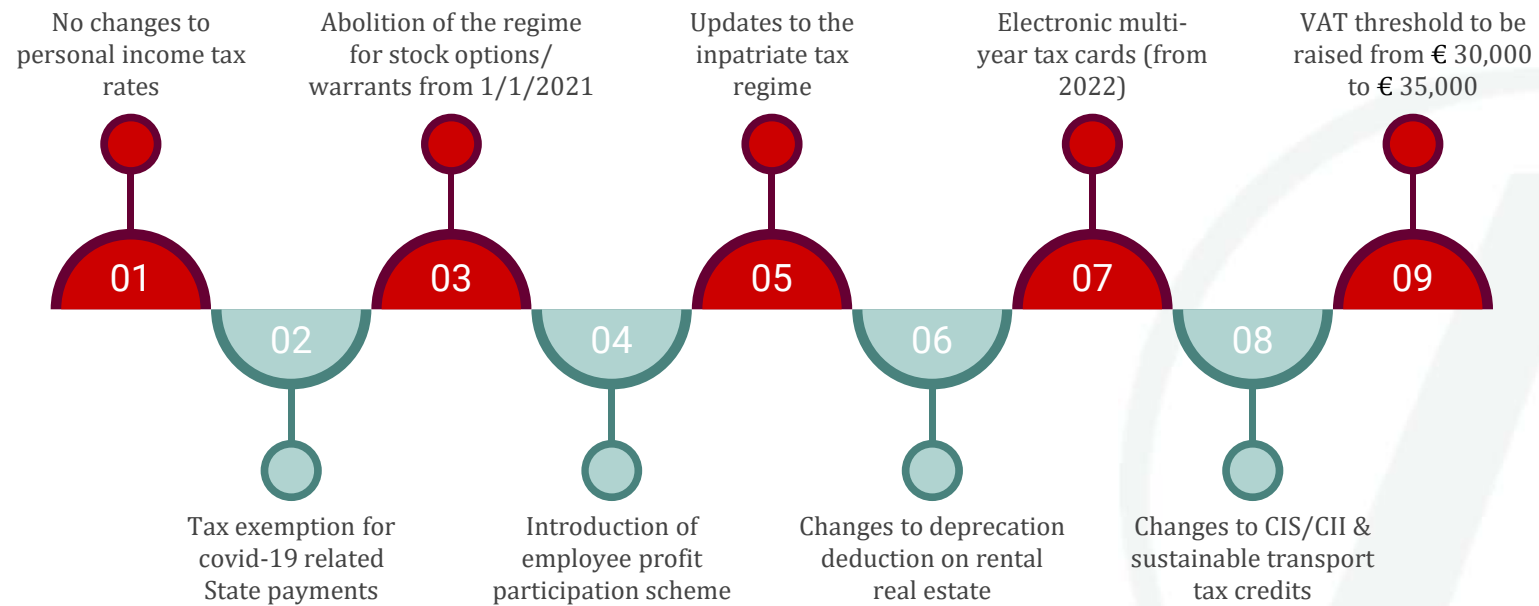 No changes to
personal income tax
rates
Abolition of the regime
for stock options/
warrants from 1/1/2021
Updates to the
inpatriate tax
regime
Electronic multi-
year tax cards (from
2022)
VAT threshold to be
raised from € 30,000
to € 35,000
01
03
05
07
09
02
04
06
08
Tax exemption for
covid-19 related
State payments
Introduction of
employee profit
participation scheme
Changes to deprecation
deduction on rental
real estate
Changes to CIS/CII &
sustainable transport
tax credits